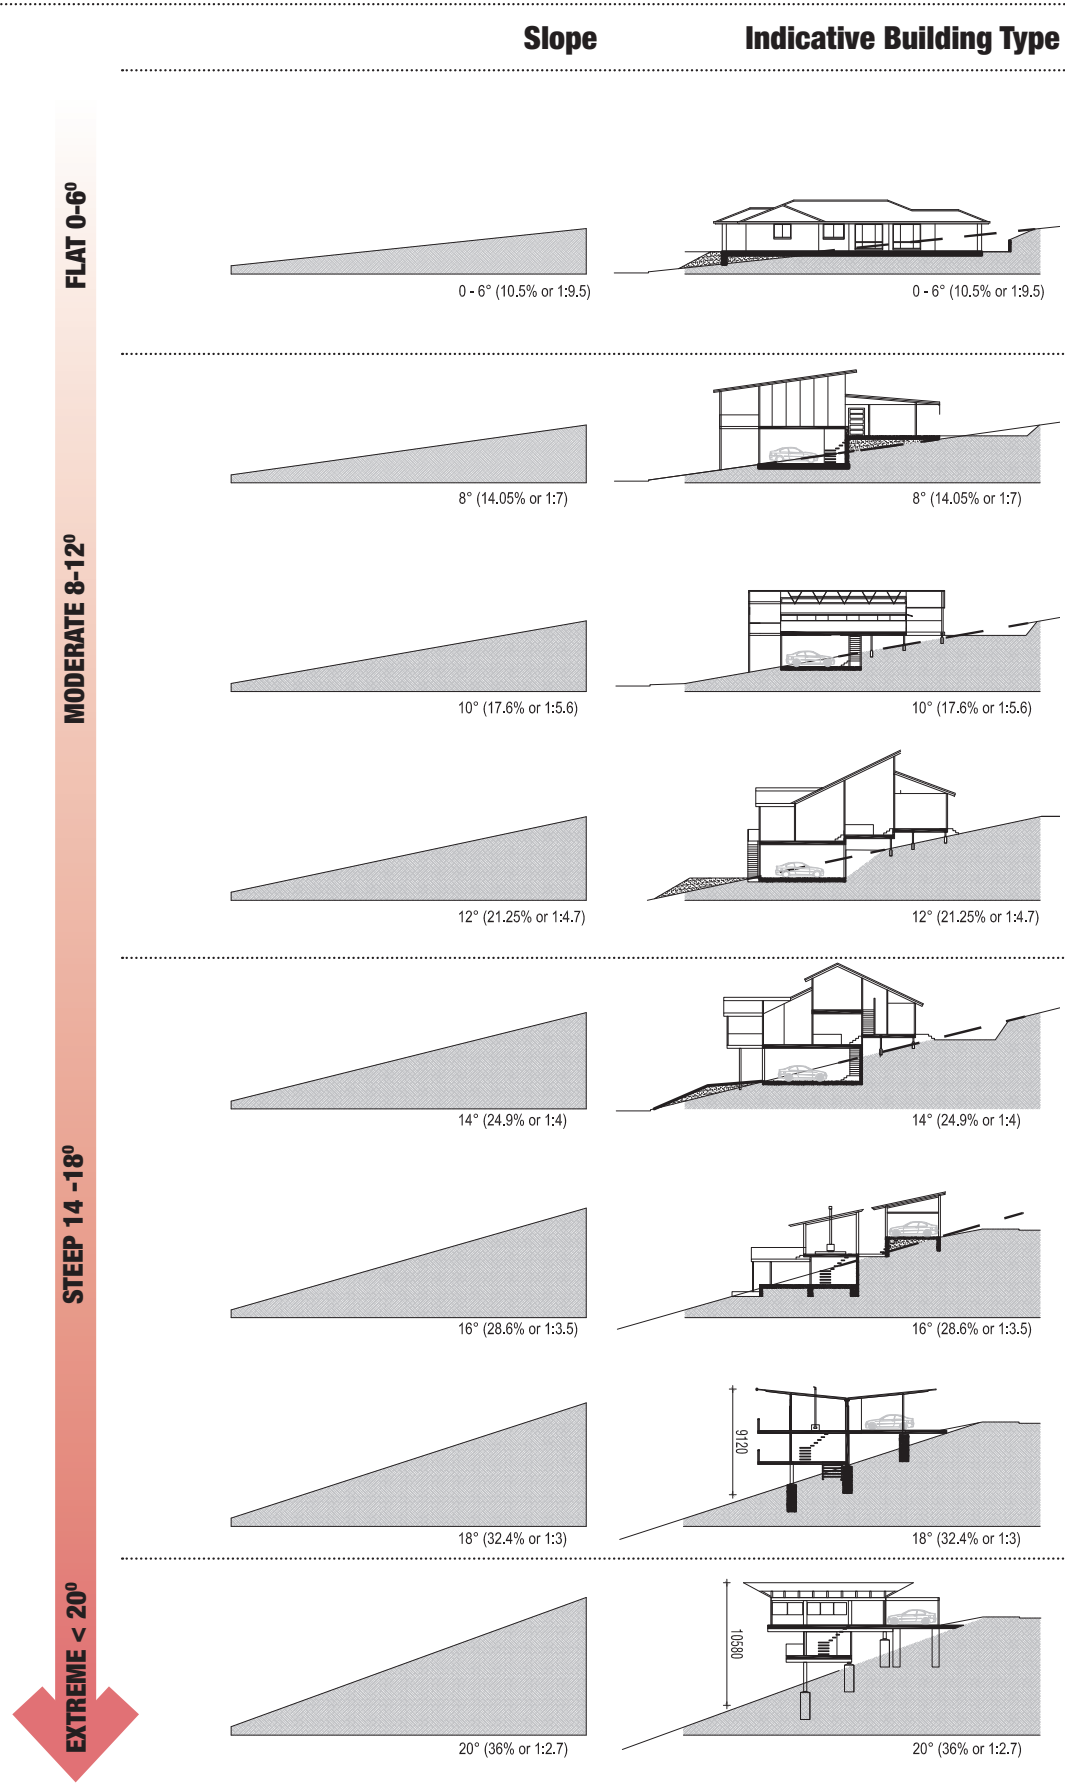 Slope Indicative Building Type
FLAT 0-6⁰
0 - 6° (10.5% or 1:9.5) 0 - 6° (10.5% or 1:9.5)
MODERATE 8-12⁰
8° (14.05% or 1:7) 8° (14.05% or 1:7)
10° (17.6% or 1:5.6) 10° (17.6% or 1:5.6)
12° (21.25% or 1:4.7) 12° (21.25% or 1:4.7)
STEEP 14 -18⁰
14° (24.9% or 1:4) 14° (24.9% or 1:4)
16° (28.6% or 1:3.5) 16° (28.6% or 1:3.5)
9120
18° (32.4% or 1:3) 18° (32.4% or 1:3)
EXTREME < 20⁰
10580
20° (36% or 1:2.7) 20° (36% or 1:2.7)